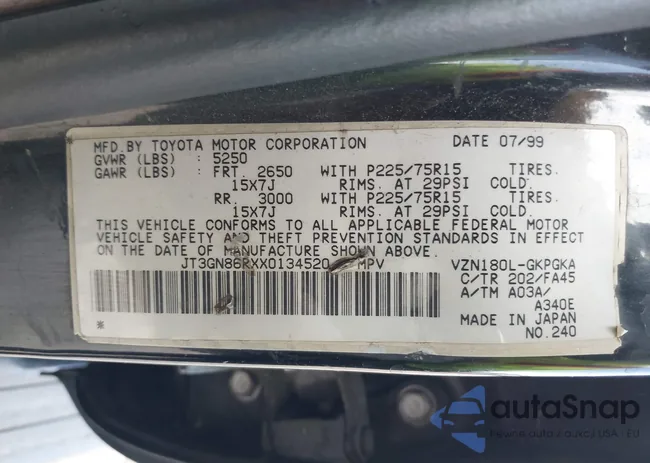 MFD.BY TOYOTA MOTOR CORPORATION DATE 07/99
GVWR (LBS) : 5250
GAWR (LBS) : FRT. 2650 WITH P225/75R15 TIRES.
15X7J RIMS. AT 29PSI COLD.
RR. 3000 WITH P225/75R15 TIRES.
15X7J RIMS. AT 29PSI COLD.
THIS VEHICLE CONFORMS TO ALL APPLICABLE FEDERAL MOTOR
VEHICLE SAFETY AND THEFT PREVENTION STANDARDS IN EFFECT
ON THE DATE OF MANUFACTURE SHOWN ABOVE.
JT3GN86RXX0134520 MPV VZN180L-GKPGKA
C/TR 202/FA45
A/TM A03A/
A340E
MADE IN JAPAN
* NO.240
autoSnap